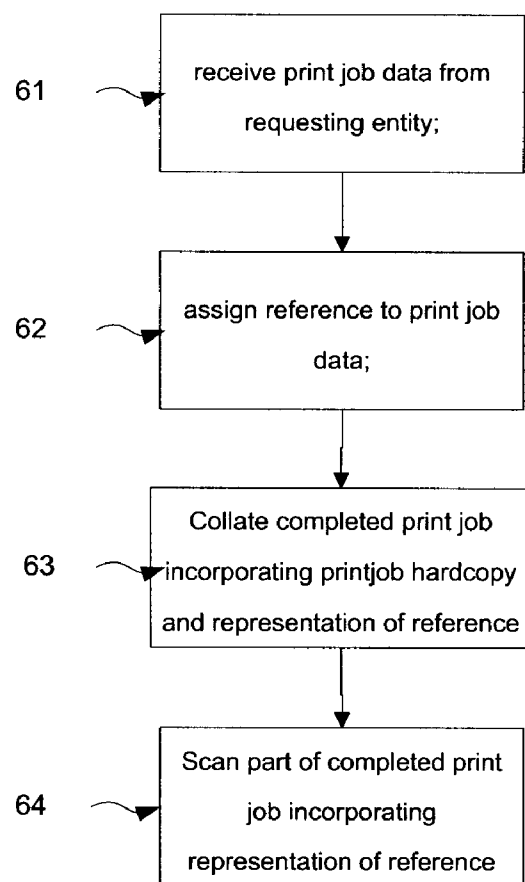 61
receive print job data from
requesting entity;
62
assign reference to print job
data;
63
Collate completed print job
incorporating printjob hardcopy
and representation of reference
64
Scan part of completed print
job incorporating
representation of reference